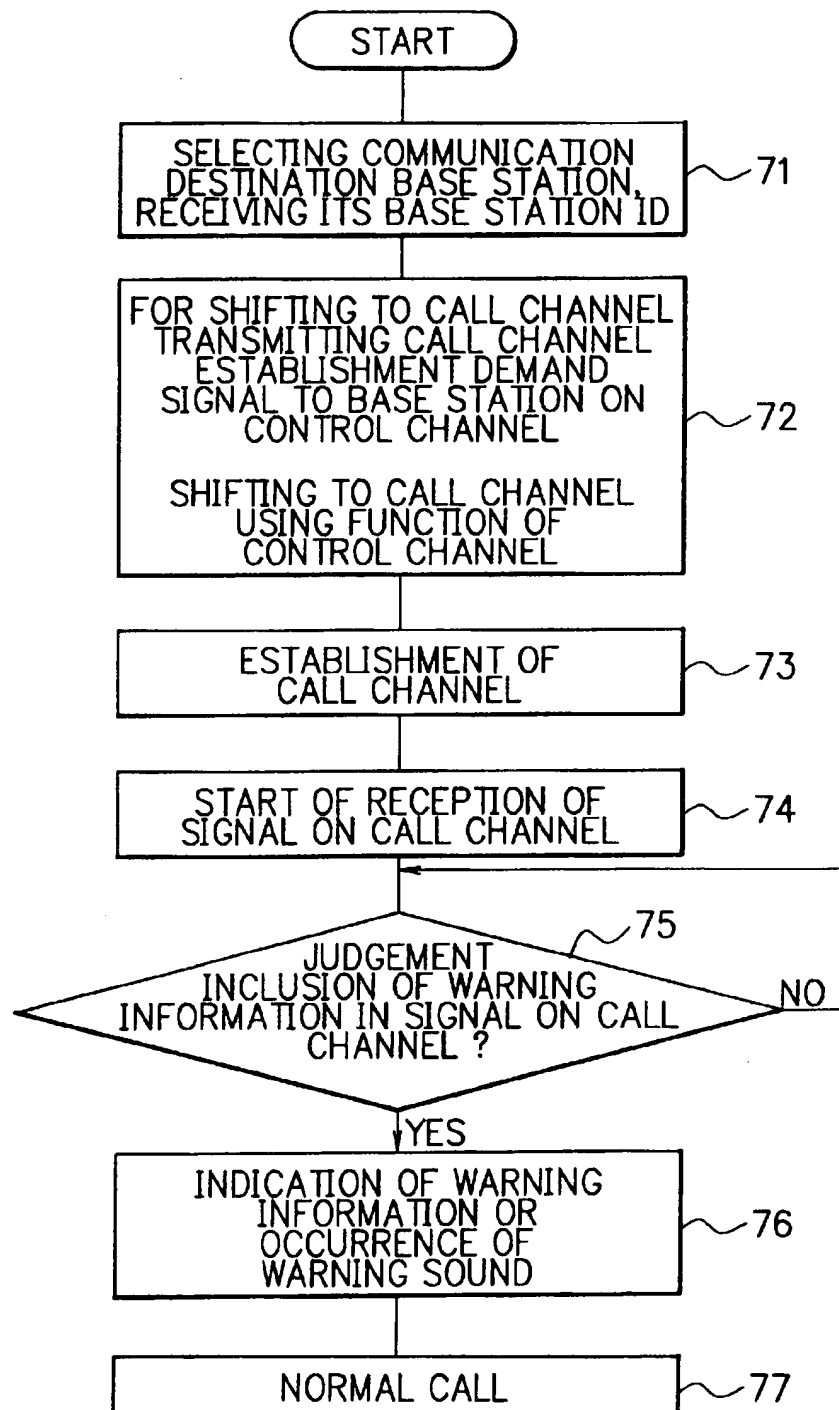 START
SELECTING COMMUNICATION
DESTINATION BASE STATION,
RECEIVING ITS BASE STATION ID
71
FOR SHIFTING TO CALL CHANNEL
TRANSMITTING CALL CHANNEL
ESTABLISHMENT DEMAND
SIGNAL TO BASE STATION ON
CONTROL CHANNEL
72
SHIFTING TO CALL CHANNEL
USING FUNCTION OF
CONTROL CHANNEL
ESTABLISHMENT OF
CALL CHANNEL
73
START OF RECEPTION OF
SIGNAL ON CALL CHANNEL
74
75
JUDGEMENT
INCLUSION OF WARNING
INFORMATION IN SIGNAL ON CALL
CHANNEL ?
NO
YES
INDICATION OF WARNING
INFORMATION OR
OCCURRENCE OF
WARNING SOUND
76
NORMAL CALL
77